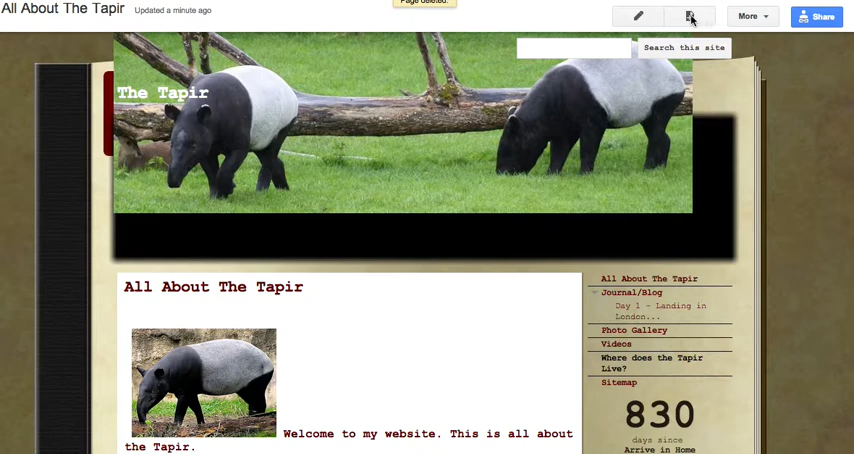 Page deleted.
All About The Tapir Updated a minute ago
More
Share
Search this site
The Tapir
All About The Tapir
Welcome to my website. This is all about
the Tapir.
All About The Tapir
Journal/Blog
Day 1 - Landing in
London...
Photo Gallery
Videos
Where does the Tapir
Live?
Sitemap
830
days since
Arrive in Home